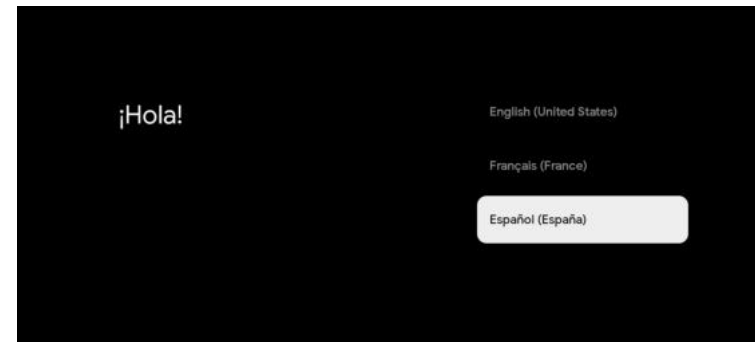 ¡Hola!
English (United States)
Français (France)
Español (España)